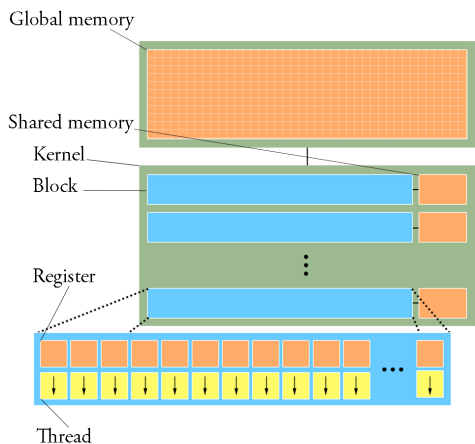 Global memory
Shared memory
Kernel
Block
Register
Thread